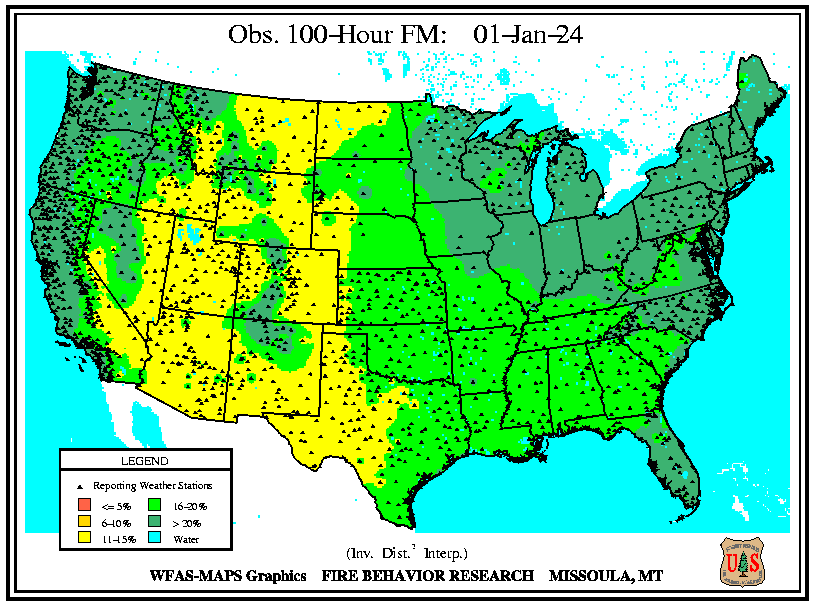 Obs. 100-Hour FM: 01-Jan-24
LEGEND
Reporting Weather Stations
<= 5% 16-20%
6-10% > 20%
11-15% Water
(Inv. Dist.² Interp.)
WFAS-MAPS Graphics FIRE BEHAVIOR RESEARCH MISSOULA, MT
U S